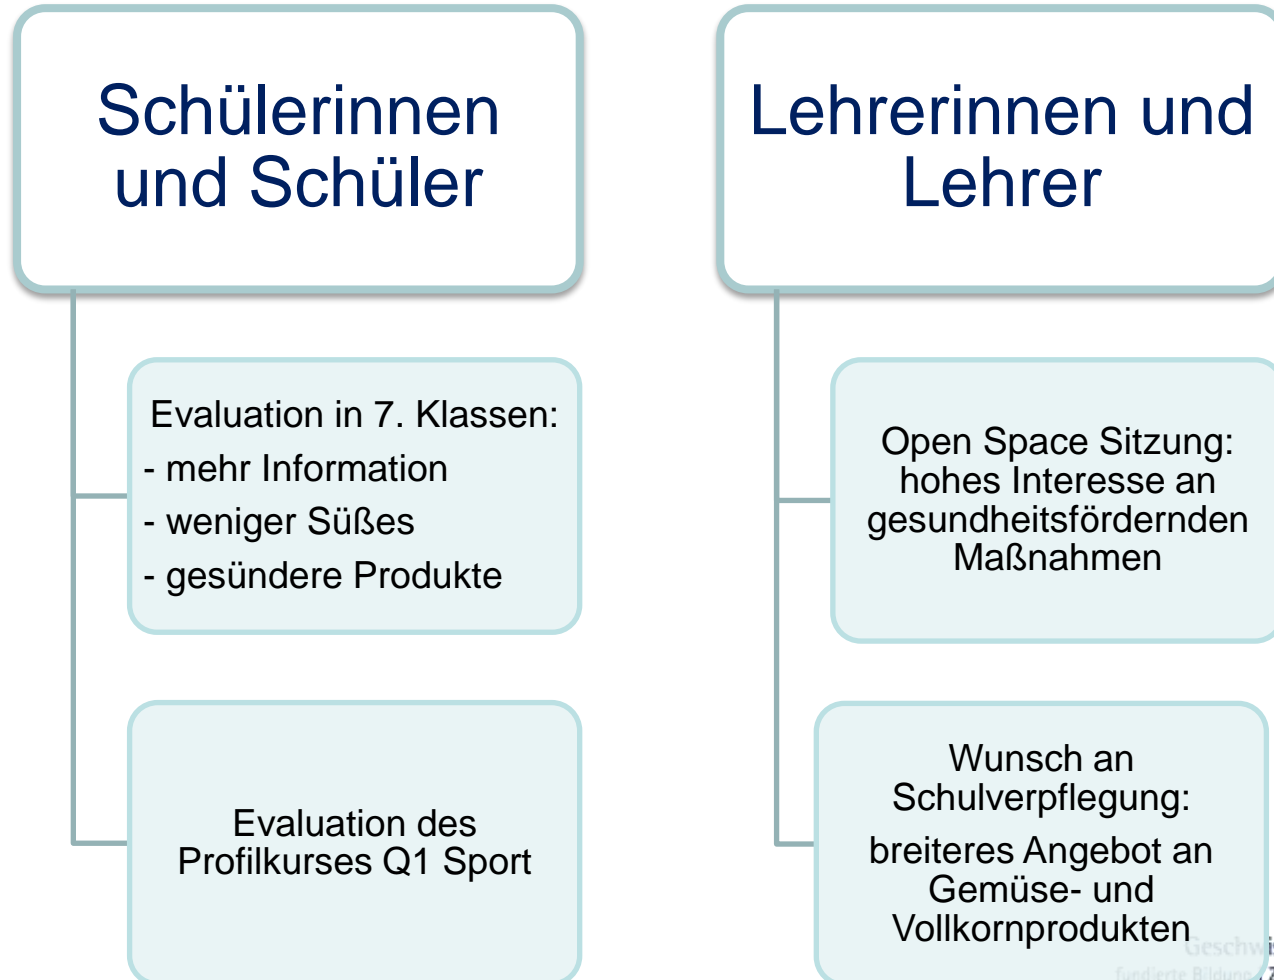 Schülerinnen
und Schüler
Evaluation in 7. Klassen:
- mehr Information
- weniger Süßes
- gesündere Produkte
Evaluation des
Profilkurses Q1 Sport
Lehrerinnen und
Lehrer
Open Space Sitzung:
hohes Interesse an
gesundheitsfördernden
Maßnahmen
Wunsch an
Schulverpflegung:
breiteres Angebot an
Gemüse- und
Vollkornprodukten
fundierte Bildung